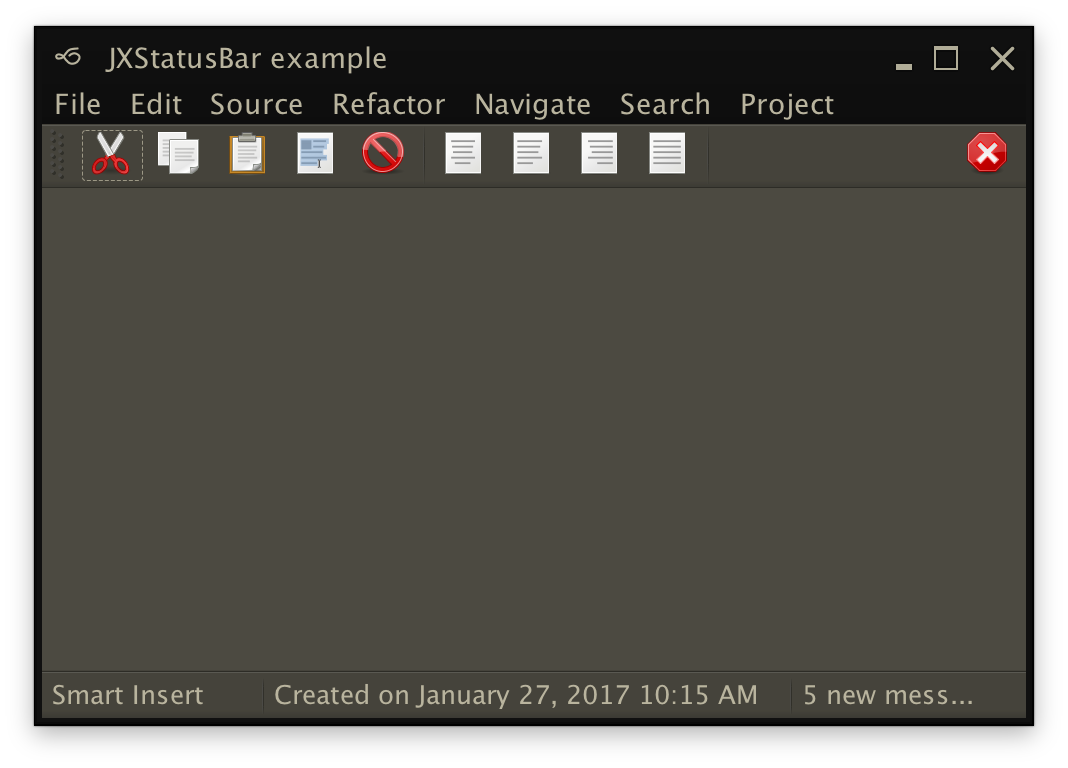 JXStatusBar example
File Edit Source Refactor Navigate Search Project
Smart Insert Created on January 27, 2017 10:15 AM 5 new mess...